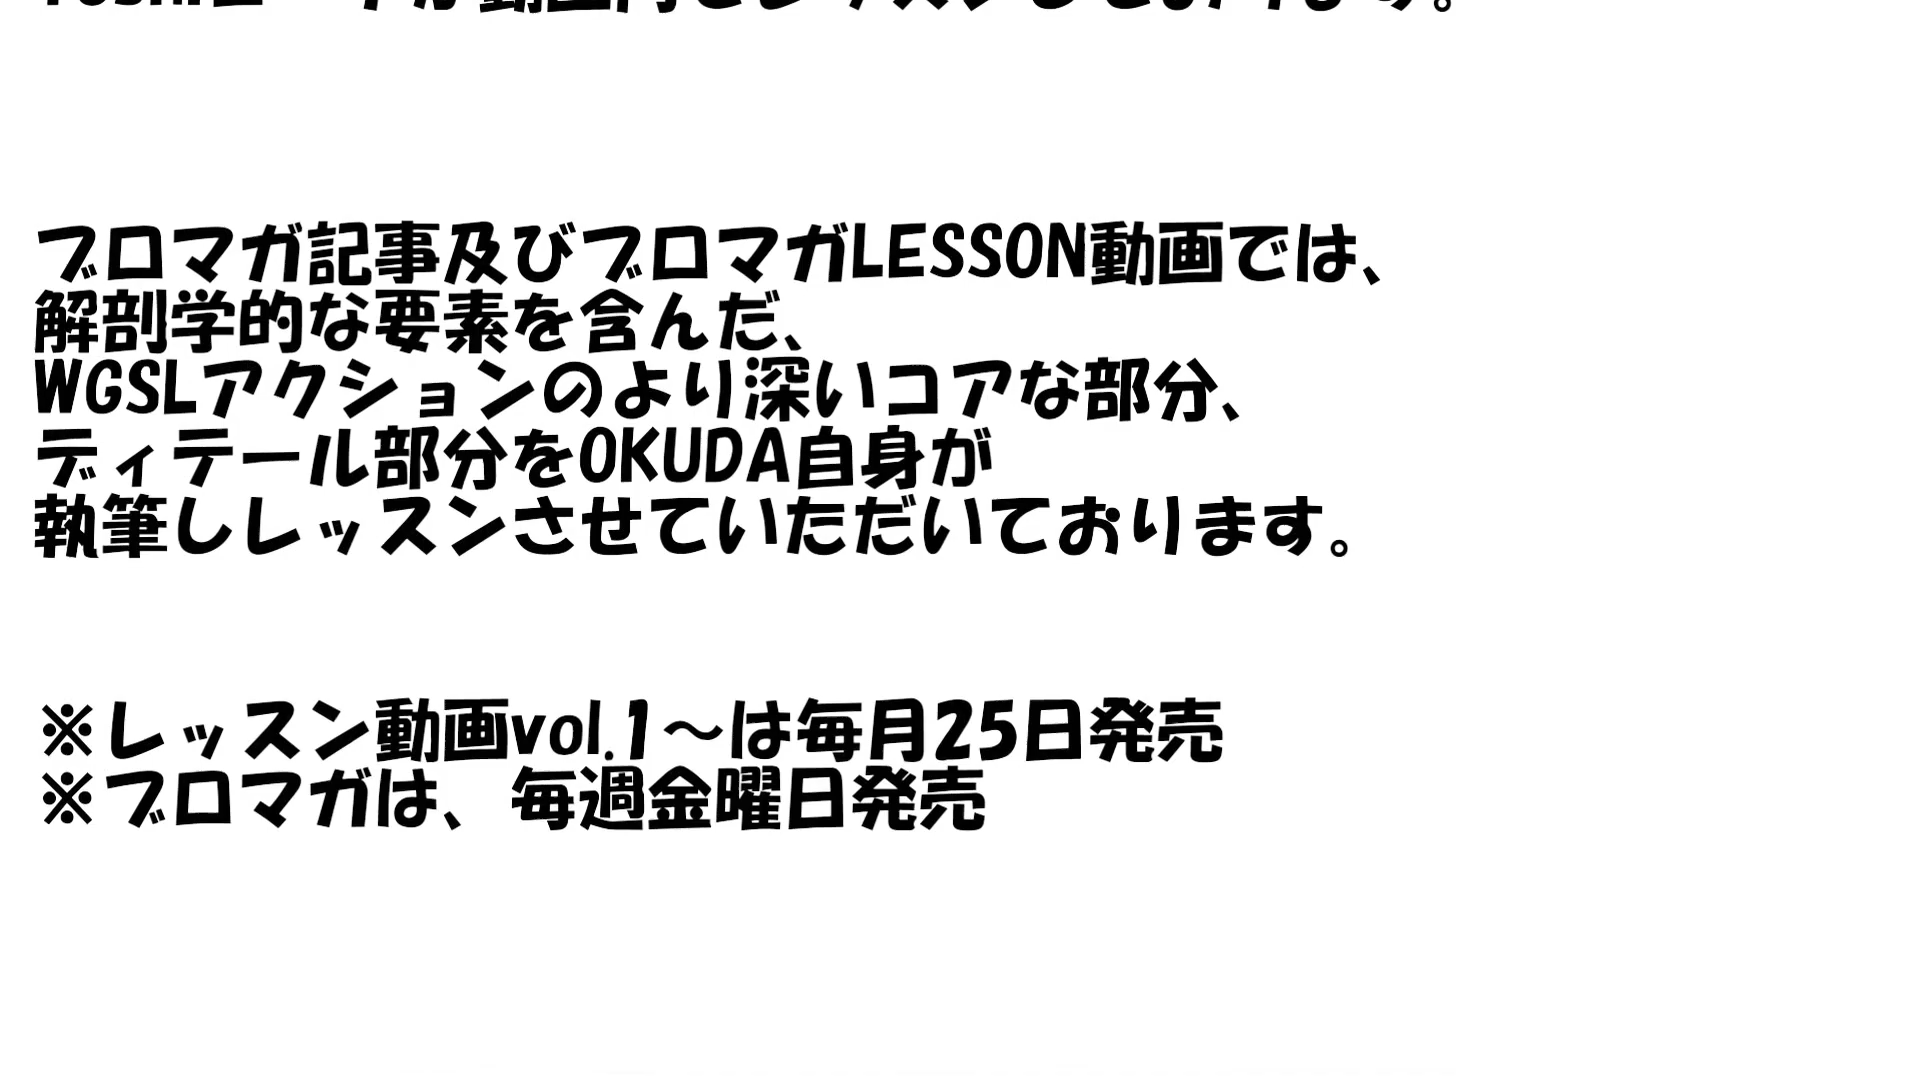 ブロマガ記事及びブロマガLESSON動画では、
解剖学的な要素を含んだ、
WGSLアクションのより深いコアな部分、
ディテール部分をOKUDA自身が
執筆しレッスンさせていただいております。
※レッスン動画vol.1～は毎月25日発売
※ブロマガは、毎週金曜日発売